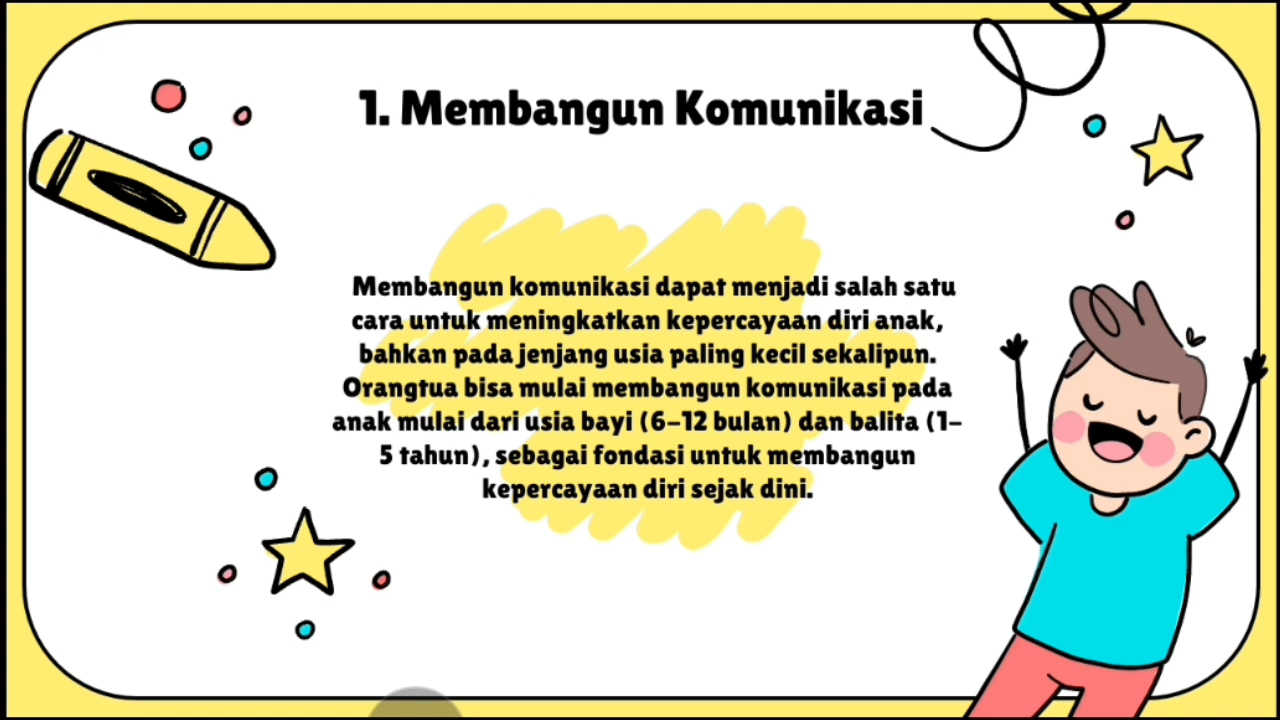 1. Membangun Komunikasi
Membangun komunikasi dapat menjadi salah satu
cara untuk meningkatkan kepercayaan diri anak,
bahkan pada jenjang usia paling kecil sekalipun.
Orangtua bisa mulai membangun komunikasi pada
anak mulai dari usia bayi (6–12 bulan) dan balita (1–
5 tahun), sebagai fondasi untuk membangun
kepercayaan diri sejak dini.